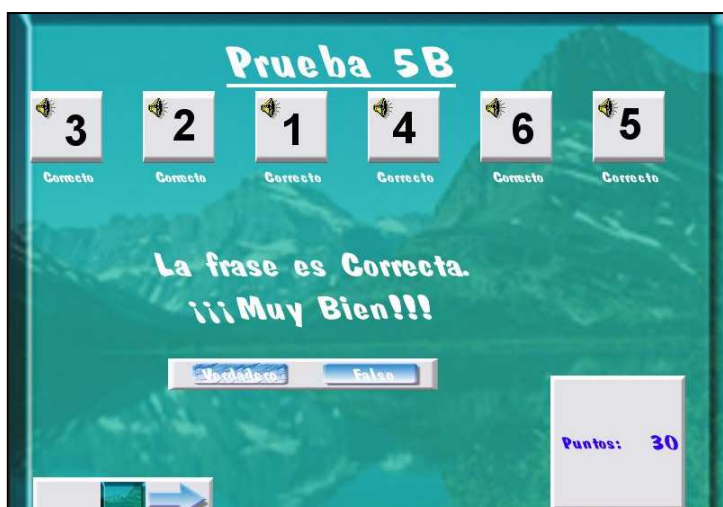 Prueba 5B
3 2 1 4 6 5
Correcto Correcto Correcto Correcto Correcto Correcto
La frase es Correcta.
¡¡¡Muy Bien!!!
Verdadero Falso
Puntos: 30